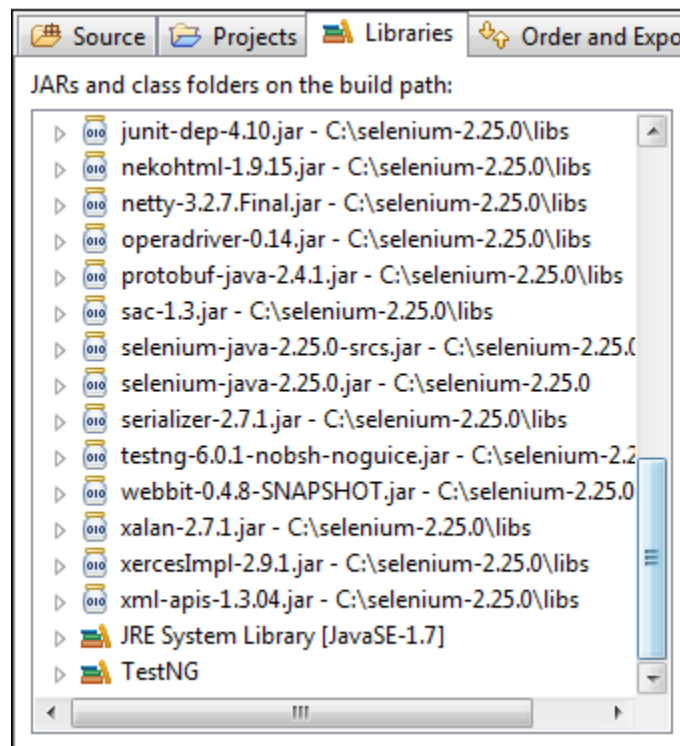 Source Projects Libraries Order and Expo
JARs and class folders on the build path:
junit-dep-4.10.jar - C:\selenium-2.25.0\libs
nekohtml-1.9.15.jar - C:\selenium-2.25.0\libs
netty-3.2.7.Final.jar - C:\selenium-2.25.0\libs
operadriver-0.14.jar - C:\selenium-2.25.0\libs
protobuf-java-2.4.1.jar - C:\selenium-2.25.0\libs
sac-1.3.jar - C:\selenium-2.25.0\libs
selenium-java-2.25.0-srcs.jar - C:\selenium-2.25.0
selenium-java-2.25.0.jar - C:\selenium-2.25.0
serializer-2.7.1.jar - C:\selenium-2.25.0\libs
testng-6.0.1-nobsh-noguice.jar - C:\selenium-2.2
webbit-0.4.8-SNAPSHOT.jar - C:\selenium-2.25.0
xalan-2.7.1.jar - C:\selenium-2.25.0\libs
xercesImpl-2.9.1.jar - C:\selenium-2.25.0\libs
xml-apis-1.3.04.jar - C:\selenium-2.25.0\libs
JRE System Library [JavaSE-1.7]
TestNG